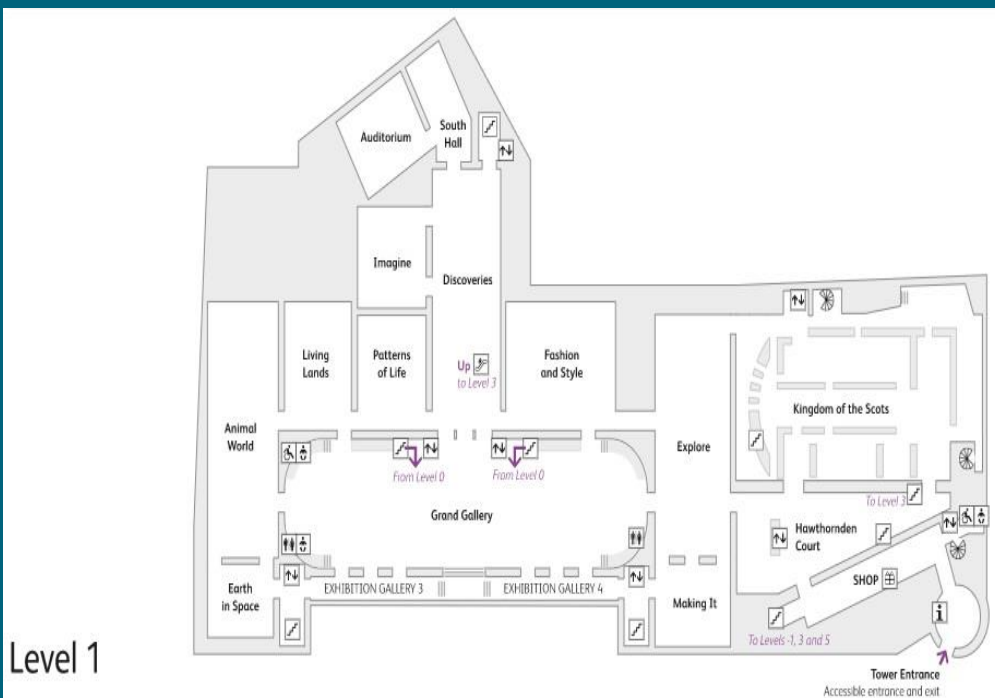 Auditorium
South
Hall
Imagine
Discoveries
Living
Lands
Patterns
of Life
Up
to Level 3
Fashion
and Style
Animal
World
Explore
Kingdom of the Scots
From Level 0
From Level 0
To Level 3
Grand Gallery
Hawthornden
Court
Earth
in Space
EXHIBITION GALLERY 3
EXHIBITION GALLERY 4
Making It
SHOP
i
To Levels -1, 3 and 5
Level 1
Tower Entrance
Accessible entrance and exit